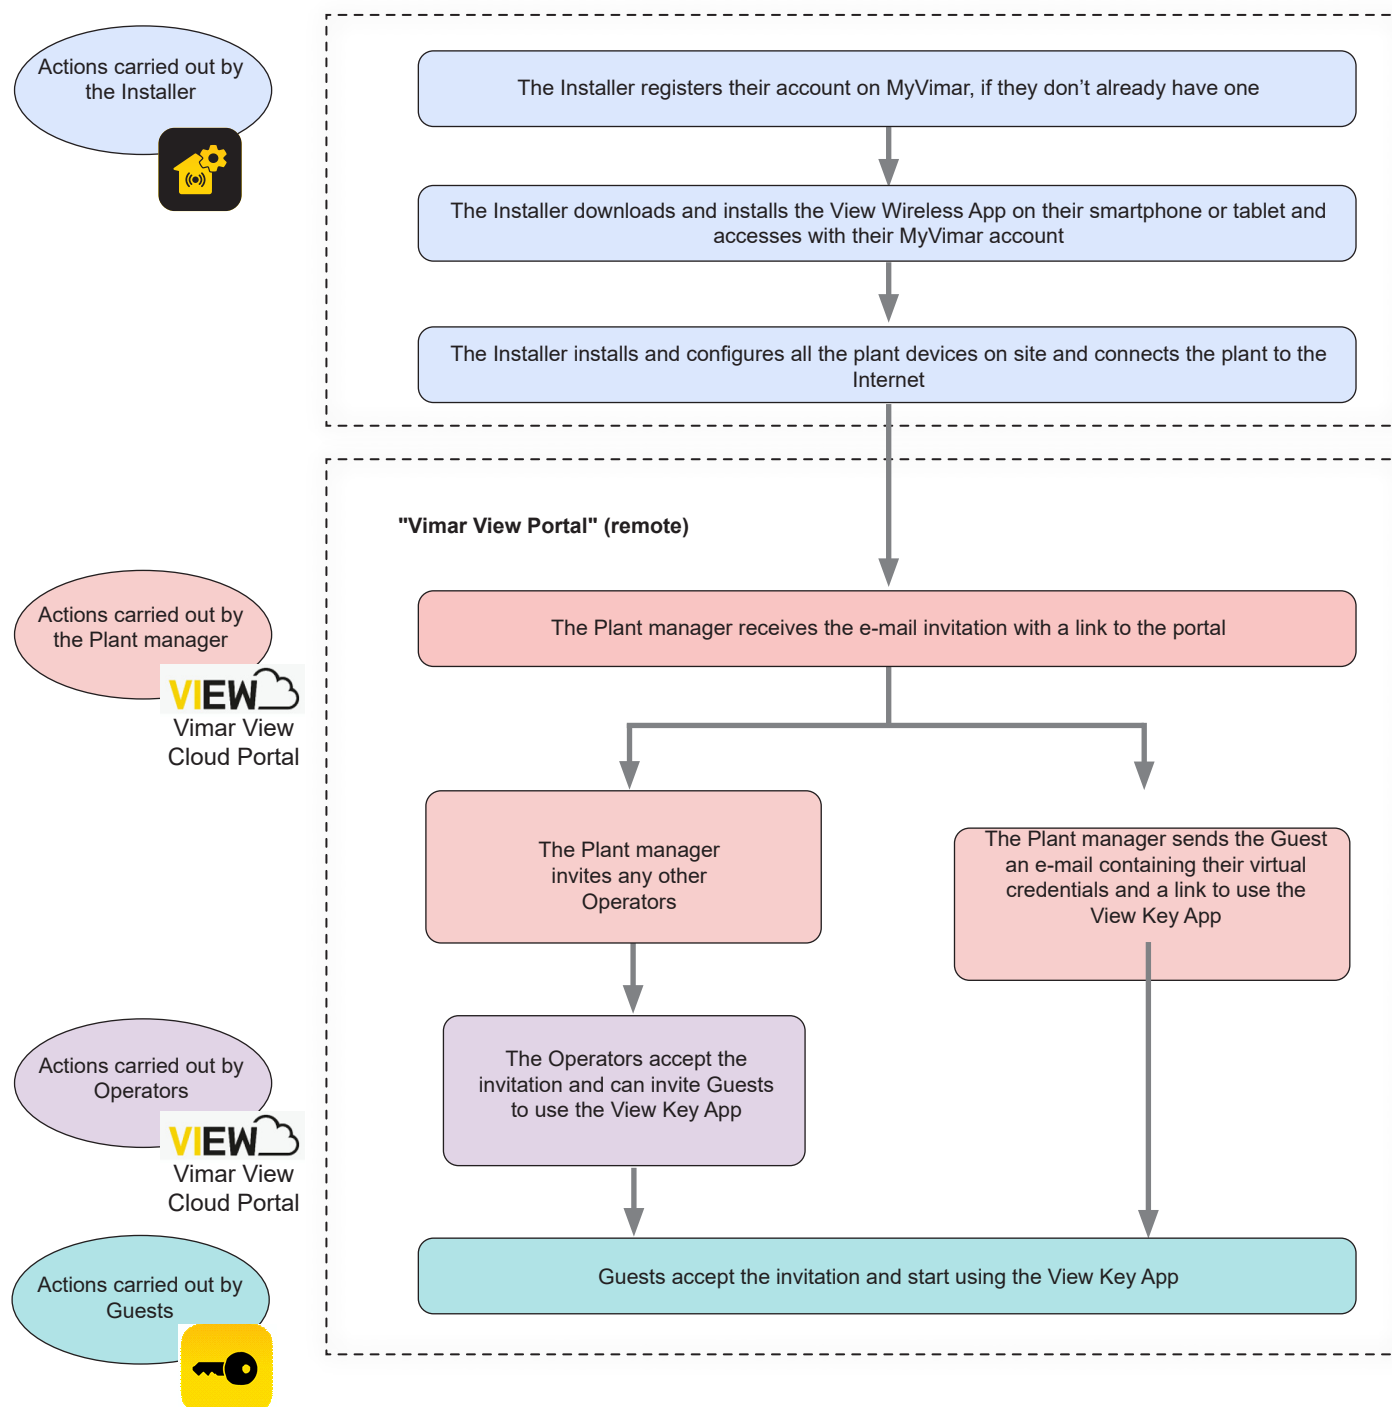 Actions carried out by
the Installer
The Installer registers their account on MyVimar, if they don’t already have one
The Installer downloads and installs the View Wireless App on their smartphone or tablet and
accesses with their MyVimar account
The Installer installs and configures all the plant devices on site and connects the plant to the
Internet
"Vimar View Portal" (remote)
Actions carried out by
the Plant manager
VIEW
Vimar View
Cloud Portal
The Plant manager receives the e-mail invitation with a link to the portal
The Plant manager
invites any other
Operators
The Plant manager sends the Guest
an e-mail containing their virtual
credentials and a link to use the
View Key App
Actions carried out by
Operators
VIEW
Vimar View
Cloud Portal
The Operators accept the
invitation and can invite Guests
to use the View Key App
Actions carried out by
Guests
Guests accept the invitation and start using the View Key App